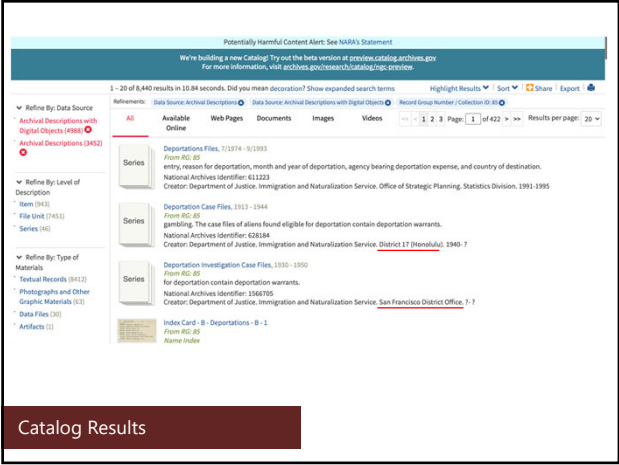 Potentially Harmful Content Alert: See NARA's Statement
We're building a new Catalog! Try out the beta version at preview.catalog.archives.gov
For more information, visit archives.gov/research/catalog/ngc-preview.
1 – 20 of 8,440 results in 10.84 seconds. Did you mean decoration? Show expanded search terms Highlight Results Sort Share Export
Refine By: Data Source
Archival Descriptions with
Digital Objects (4988)
Archival Descriptions (3452)
Refine By: Level of
Description
Item (943)
File Unit (7451)
Series (46)
Refine By: Type of
Materials
Textual Records (8412)
Photographs and Other
Graphic Materials (63)
Data Files (30)
Artifacts (1)
Refinements: Data Source: Archival Descriptions Data Source: Archival Descriptions with Digital Objects Record Group Number / Collection ID: 85
All Available Online Web Pages Documents Images Videos << < 1 2 3 Page: 1 of 422 > >> Results per page: 20
Series
Deportations Files, 7/1974 - 9/1993
From RG: 85
entry, reason for deportation, month and year of deportation, agency bearing deportation expense, and country of destination.
National Archives Identifier: 611223
Creator: Department of Justice. Immigration and Naturalization Service. Office of Strategic Planning. Statistics Division. 1991-1995
Series
Deportation Case Files, 1913 - 1944
From RG: 85
gambling. The case files of aliens found eligible for deportation contain deportation warrants.
National Archives Identifier: 628184
Creator: Department of Justice. Immigration and Naturalization Service. District 17 (Honolulu). 1940- ?
Series
Deportation Investigation Case Files, 1930 - 1950
From RG: 85
for deportation contain deportation warrants.
National Archives Identifier: 1566705
Creator: Department of Justice. Immigration and Naturalization Service. San Francisco District Office. ?- ?
Index Card - B - Deportations - B - 1
From RG: 85
Name Index
Catalog Results